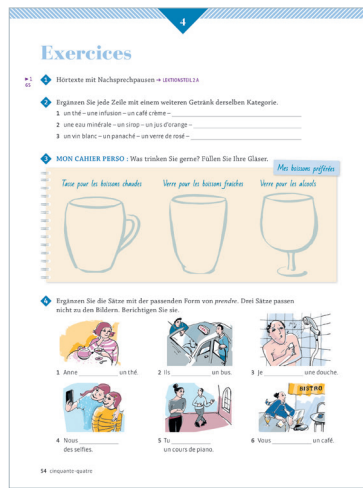 4
Exercices
▶ 1
65
1 Hörtexte mit Nachsprechpausen → LEKTIONSTEIL 2A
2 Ergänzen Sie jede Zeile mit einem weiteren Getränk derselben Kategorie.
1 un thé – une infusion – un café crème –
2 une eau minérale – un sirop – un jus d'orange –
3 un vin blanc – un panaché – un verre de rosé –
3 MON CAHIER PERSO : Was trinken Sie gerne? Füllen Sie Ihre Gläser.
Mes boissons préférées
Tasse pour les boissons chaudes Verre pour les boissons fraîches Verre pour les alcools
4 Ergänzen Sie die Sätze mit der passenden Form von prendre. Drei Sätze passen
nicht zu den Bildern. Berichtigen Sie sie.
BISTRO
1 Anne ________ un thé. 2 Ils ________ un bus. 3 Je ________ une douche.
4 Nous ________ 5 Tu ________ 6 Vous ________ un café.
des selfies. un cours de piano.
54 cinquante-quatre